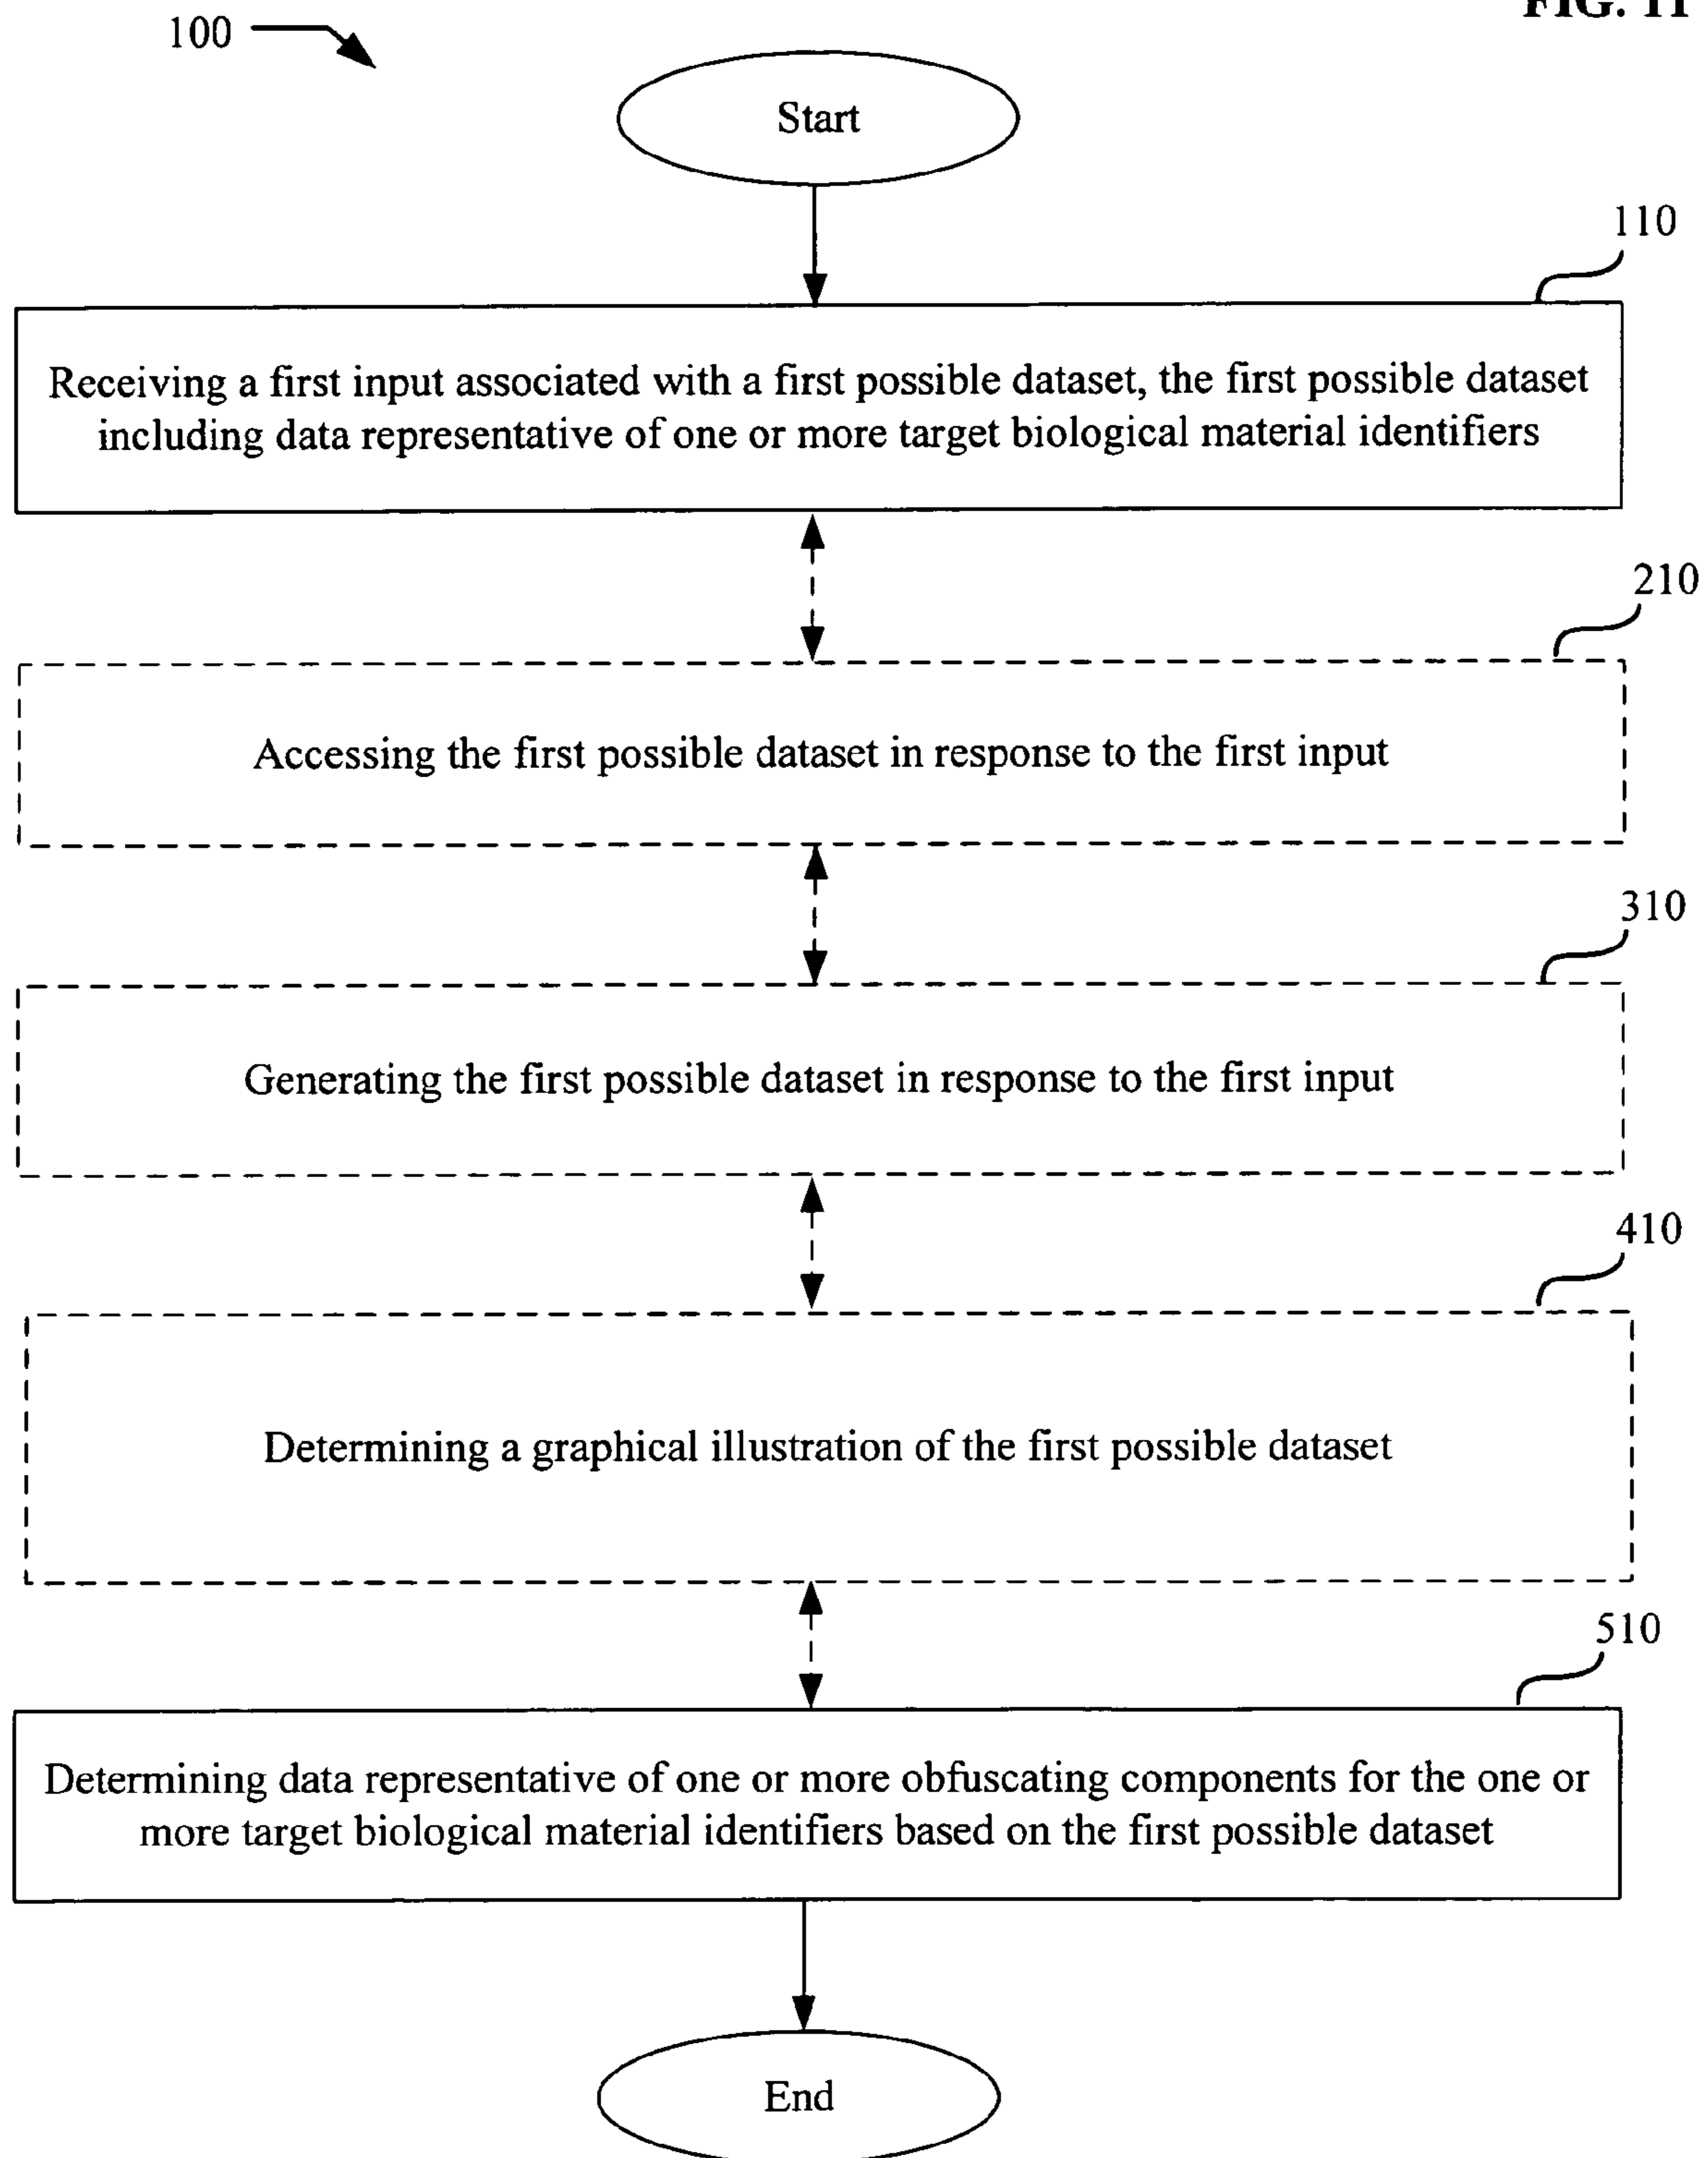 FIG. 11
100
Start
110
Receiving a first input associated with a first possible dataset, the first possible dataset
including data representative of one or more target biological material identifiers
210
Accessing the first possible dataset in response to the first input
310
Generating the first possible dataset in response to the first input
410
Determining a graphical illustration of the first possible dataset
510
Determining data representative of one or more obfuscating components for the one or
more target biological material identifiers based on the first possible dataset
End